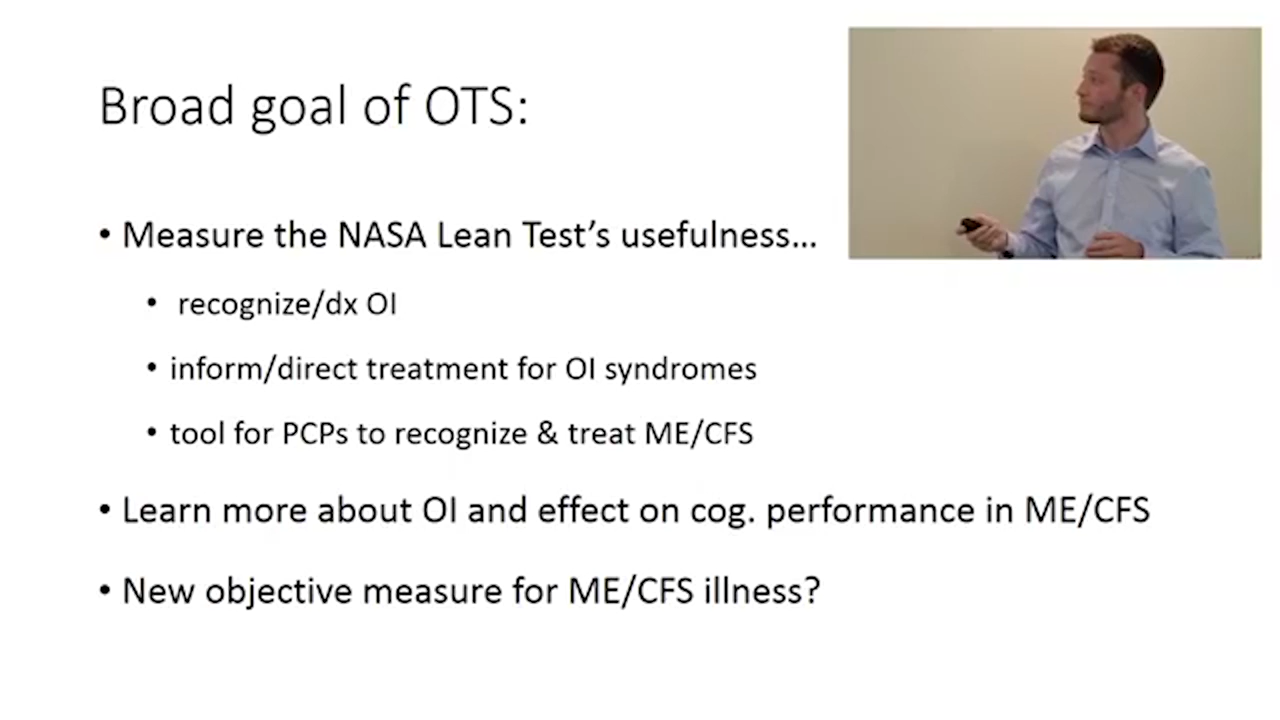 Broad goal of OTS:
• Measure the NASA Lean Test’s usefulness...
• recognize/dx OI
• inform/direct treatment for OI syndromes
• tool for PCPs to recognize & treat ME/CFS
• Learn more about OI and effect on cog. performance in ME/CFS
• New objective measure for ME/CFS illness?